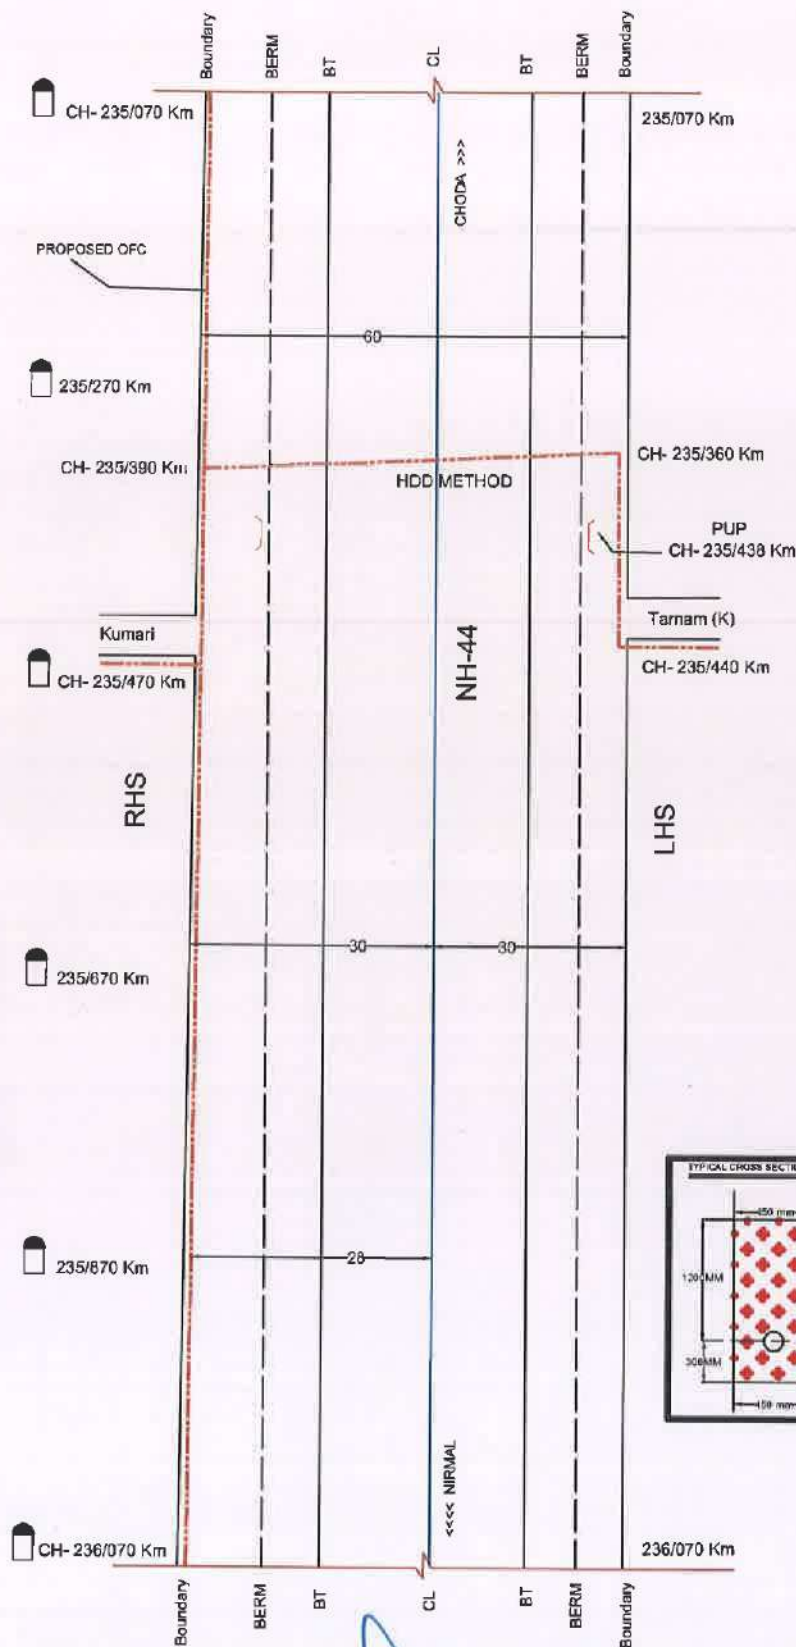 Boundary
BERM
BT
CL
BT
BERM
Boundary
CH- 235/070 Km
235/070 Km
CHODA >>>
PROPOSED OFC
60
235/270 Km
CH- 235/390 Km
CH- 235/360 Km
HDD METHOD
PUP
CH- 235/438 Km
Kumari
Tarnam (K)
CH- 235/470 Km
CH- 235/440 Km
NH-44
RHS
LHS
30
30
235/670 Km
TYPICAL CROSS SECTI
450 mm
1200MM
300MM
450 mm
235/870 Km
28
<<<< NIRMAL
CH- 236/070 Km
236/070 Km
Boundary
BERM
BT
CL
BT
BERM
Boundary